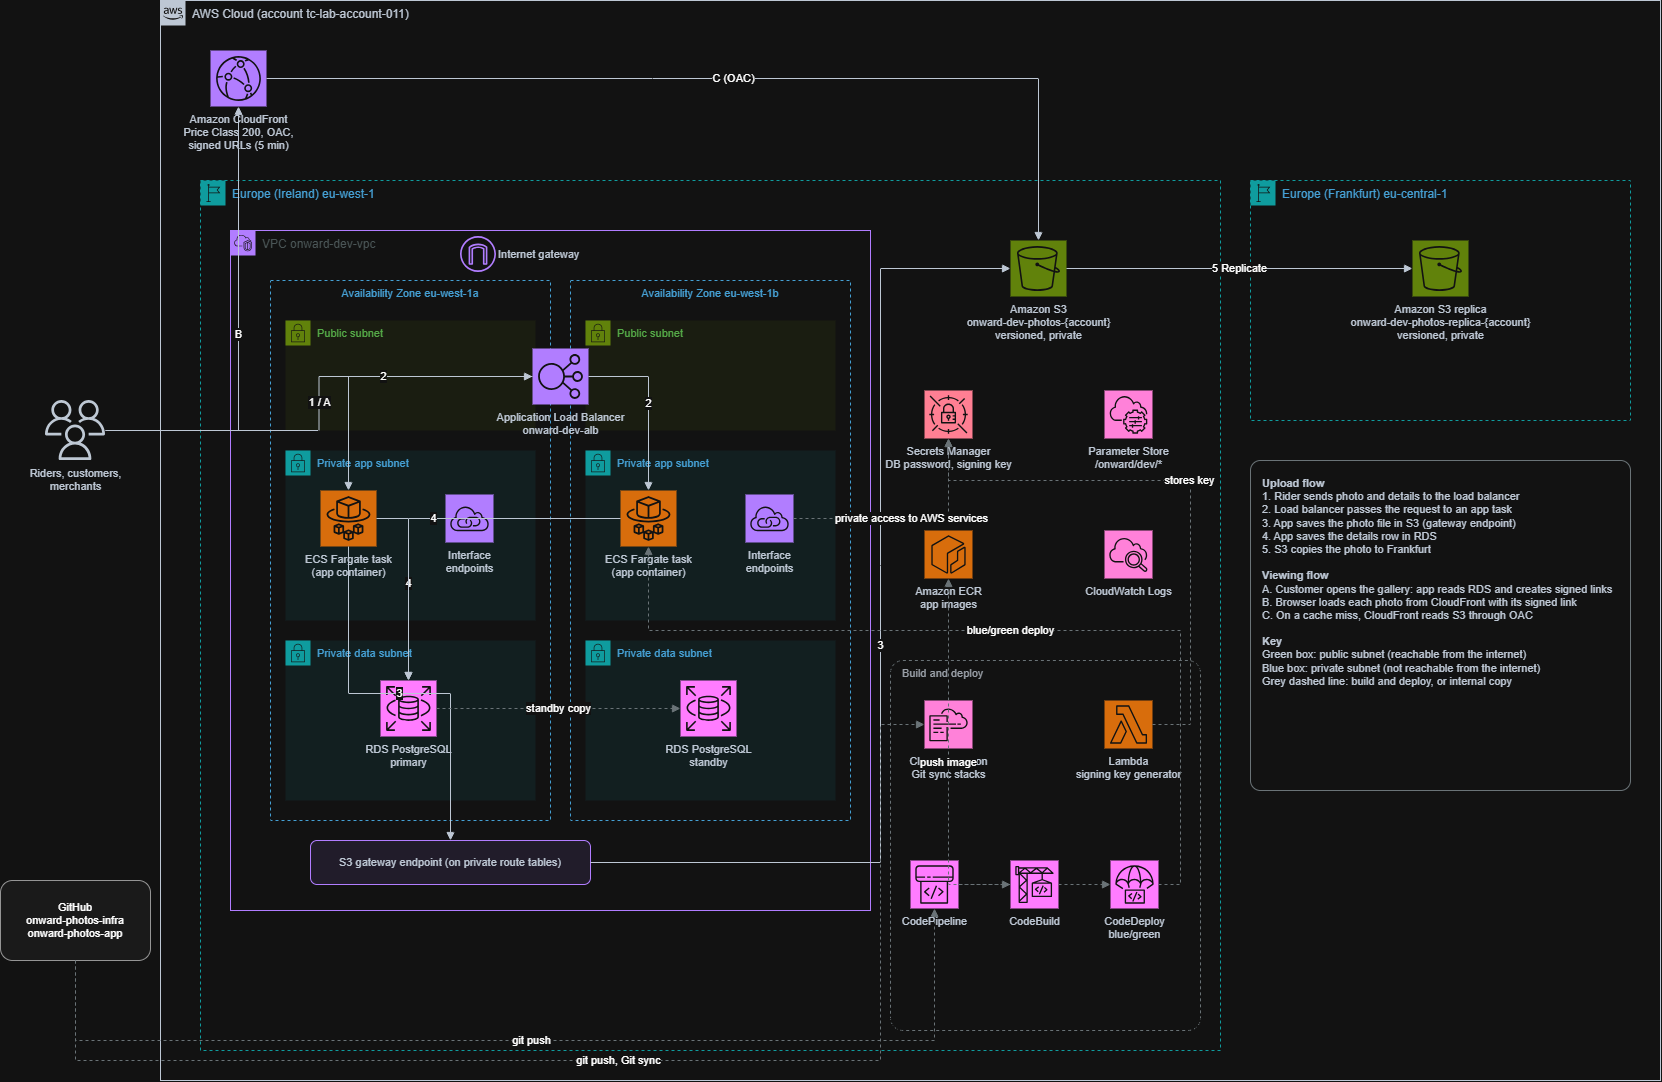 aws
AWS Cloud (account tc-lab-account-011)
C (OAC)
Amazon CloudFront
Price Class 200, OAC,
signed URLs (5 min)
Europe (Ireland) eu-west-1
Europe (Frankfurt) eu-central-1
VPC onward-dev-vpc
Internet gateway
Availability Zone eu-west-1a
Availability Zone eu-west-1b
5 Replicate
Amazon S3
onward-dev-photos-{account}
versioned, private
Amazon S3 replica
onward-dev-photos-replica-{account}
versioned, private
B
Public subnet
Public subnet
2
1 / A
2
Application Load Balancer
onward-dev-alb
Riders, customers,
merchants
Private app subnet
Private app subnet
Secrets Manager
DB password, signing key
Parameter Store
/onward/dev/*
stores key
4
private access to AWS services
ECS Fargate task
(app container)
Interface
endpoints
ECS Fargate task
(app container)
Interface
endpoints
4
Amazon ECR
app images
CloudWatch Logs
blue/green deploy
3
Private data subnet
Private data subnet
3
standby copy
RDS PostgreSQL
primary
RDS PostgreSQL
standby
Build and deploy
push image
Git sync stacks
Lambda
signing key generator
S3 gateway endpoint (on private route tables)
CodePipeline
CodeBuild
CodeDeploy
blue/green
GitHub
onward-photos-infra
onward-photos-app
git push
git push, Git sync
Upload flow
1. Rider sends photo and details to the load balancer
2. Load balancer passes the request to an app task
3. App saves the photo file in S3 (gateway endpoint)
4. App saves the details row in RDS
5. S3 copies the photo to Frankfurt
Viewing flow
A. Customer opens the gallery: app reads RDS and creates signed links
B. Browser loads each photo from CloudFront with its signed link
C. On a cache miss, CloudFront reads S3 through OAC
Key
Green box: public subnet (reachable from the internet)
Blue box: private subnet (not reachable from the internet)
Grey dashed line: build and deploy, or internal copy